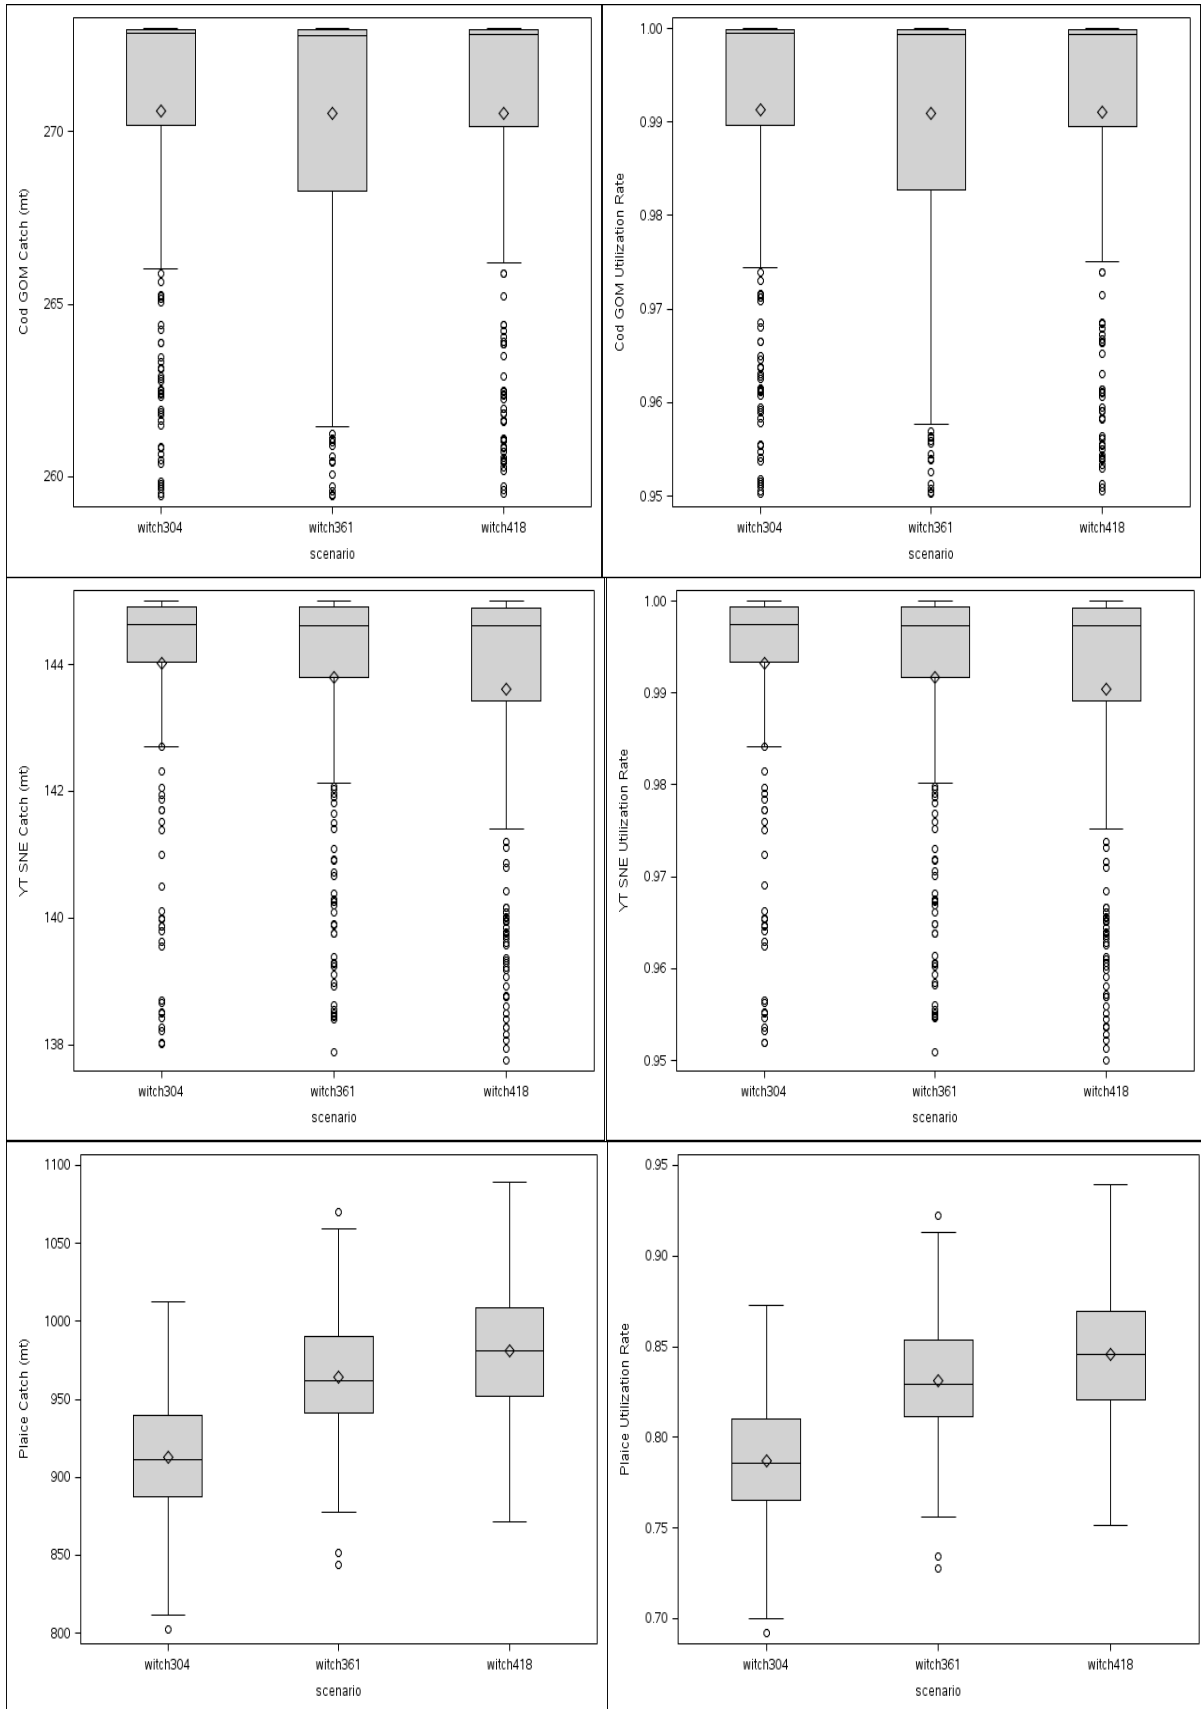 Cod GOM Catch (mt)
270
265
260
witch304 witch361 witch418
scenario
Cod GOM Utilization Rate
1.00
0.99
0.98
0.97
0.96
0.95
witch304 witch361 witch418
scenario
YT SNE Catch (mt)
144
142
140
138
witch304 witch361 witch418
scenario
YT SNE Utilization Rate
1.00
0.99
0.98
0.97
0.96
0.95
witch304 witch361 witch418
scenario
Plaice Catch (mt)
1100
1050
1000
950
900
850
800
witch304 witch361 witch418
scenario
Plaice Utilization Rate
0.95
0.90
0.85
0.80
0.75
0.70
witch304 witch361 witch418
scenario